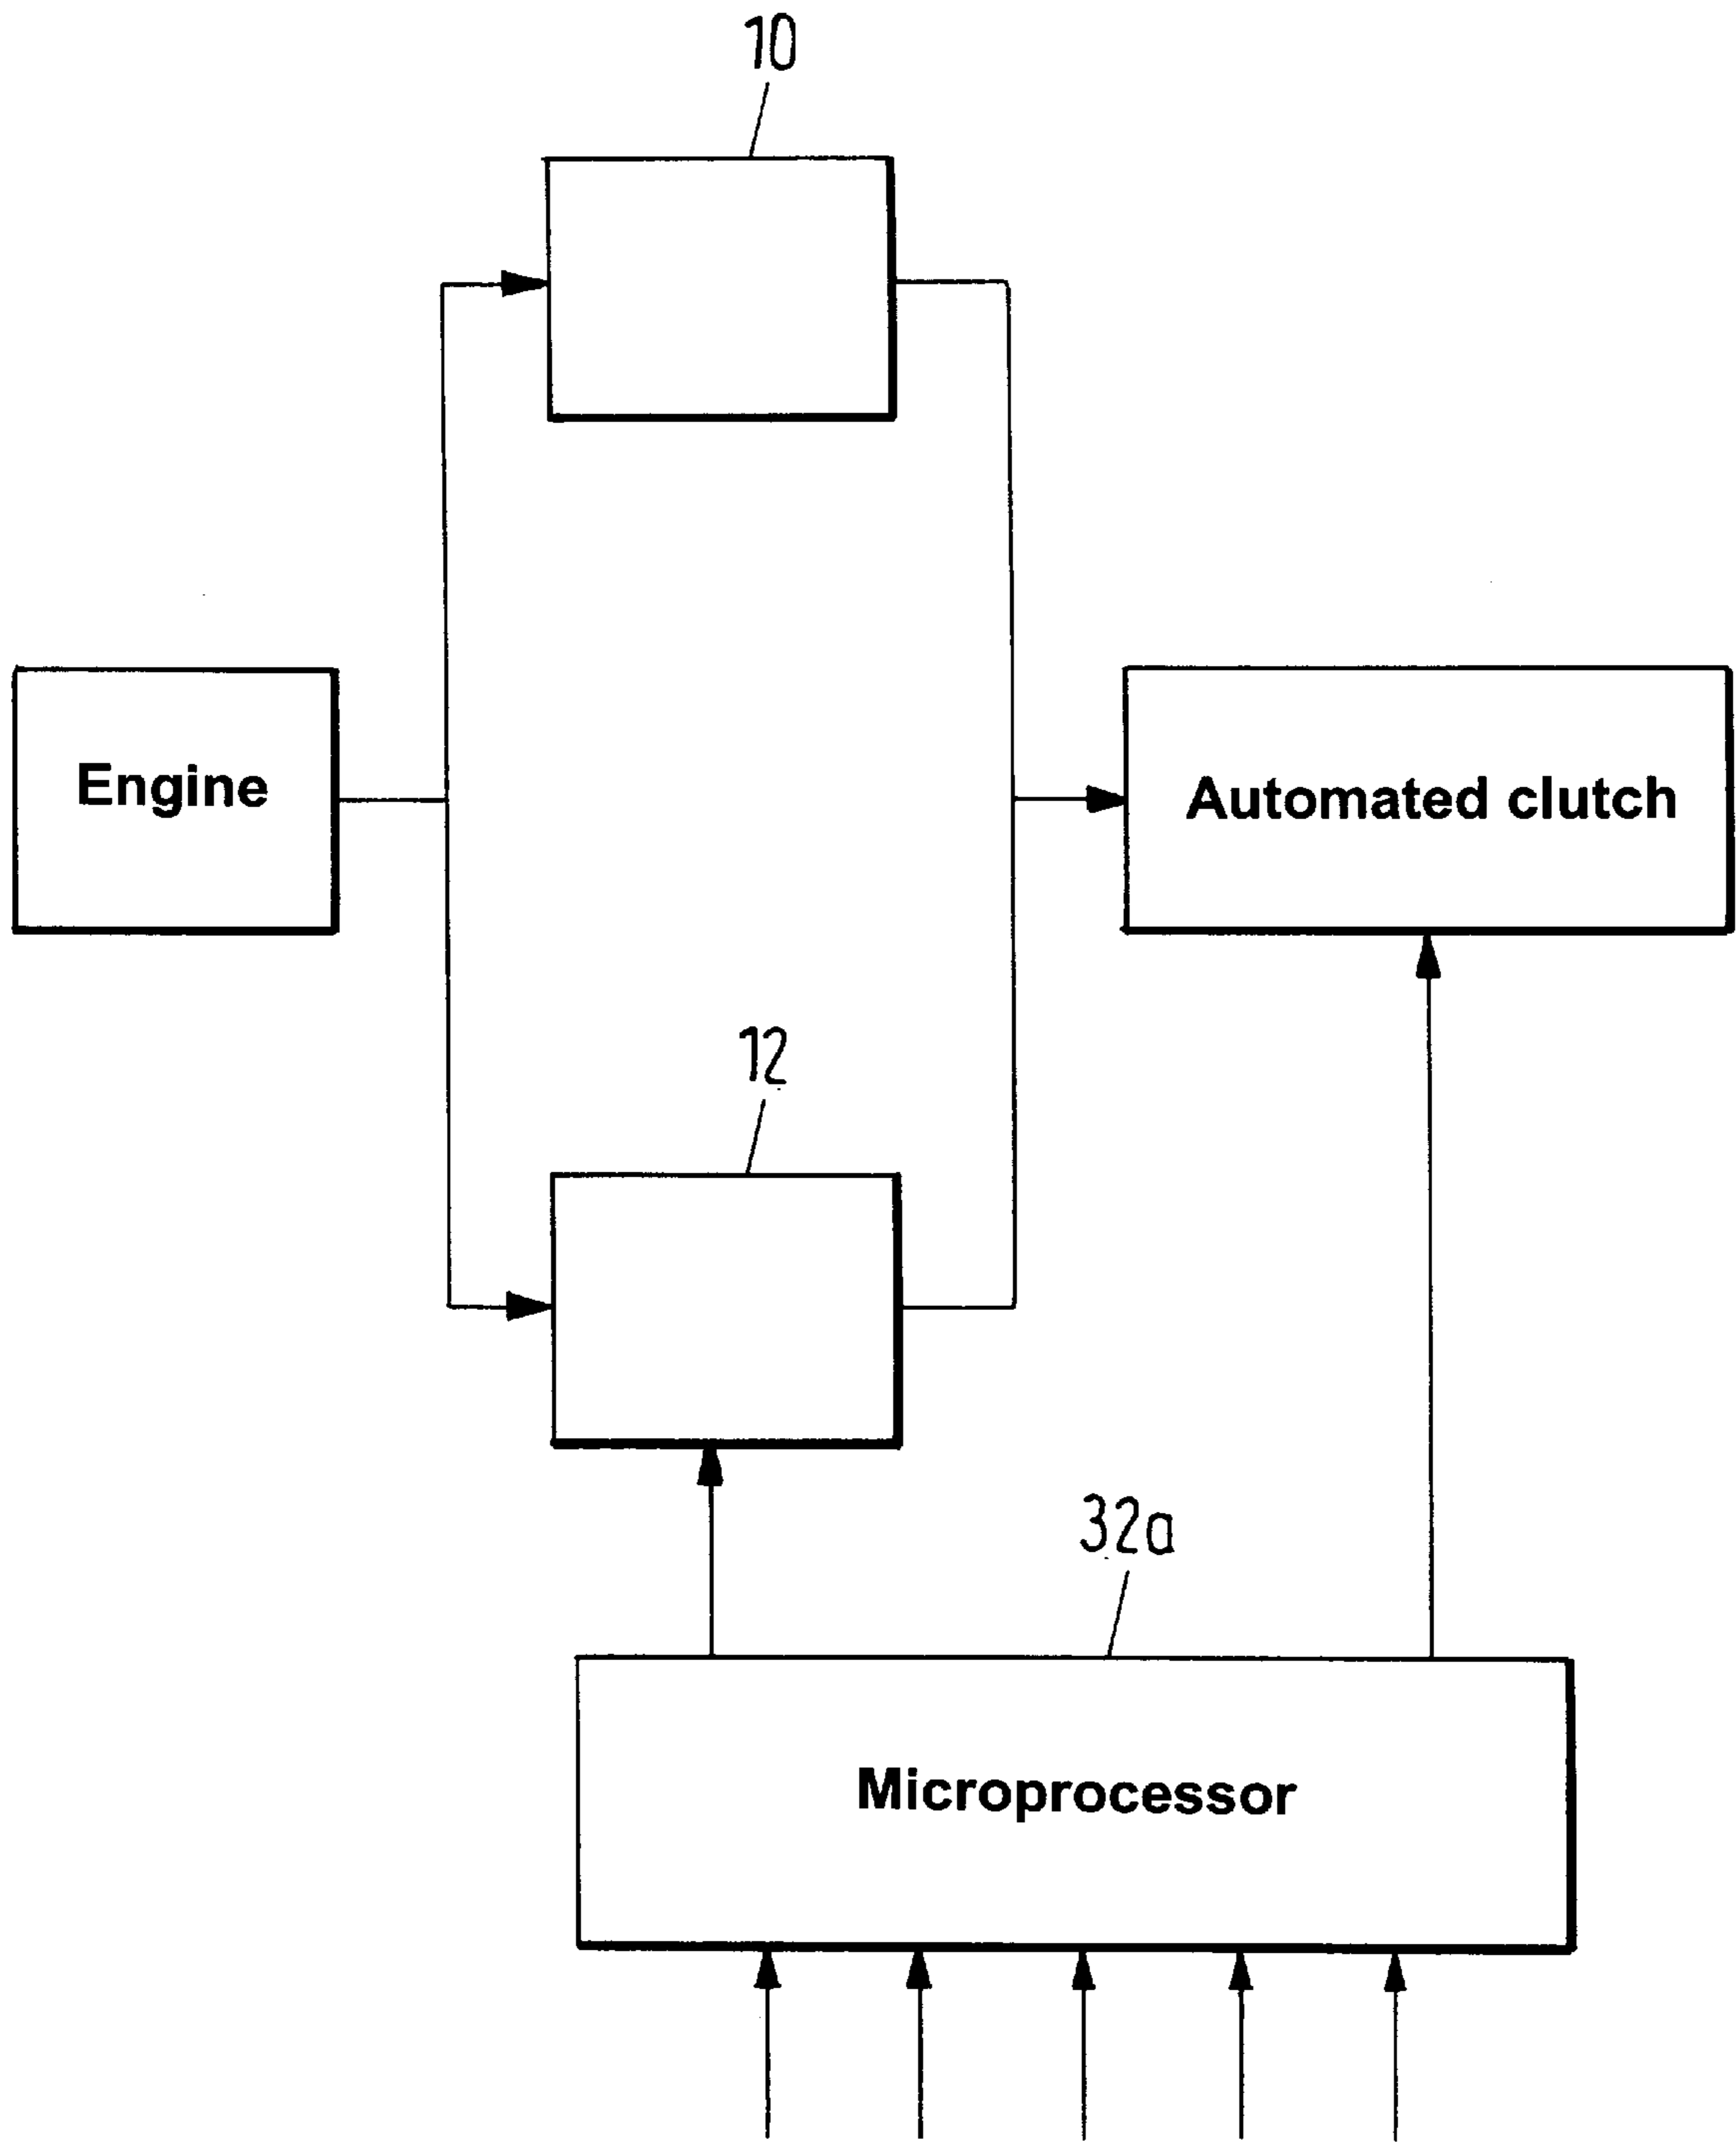 10
Engine
Automated clutch
12
32a
Microprocessor